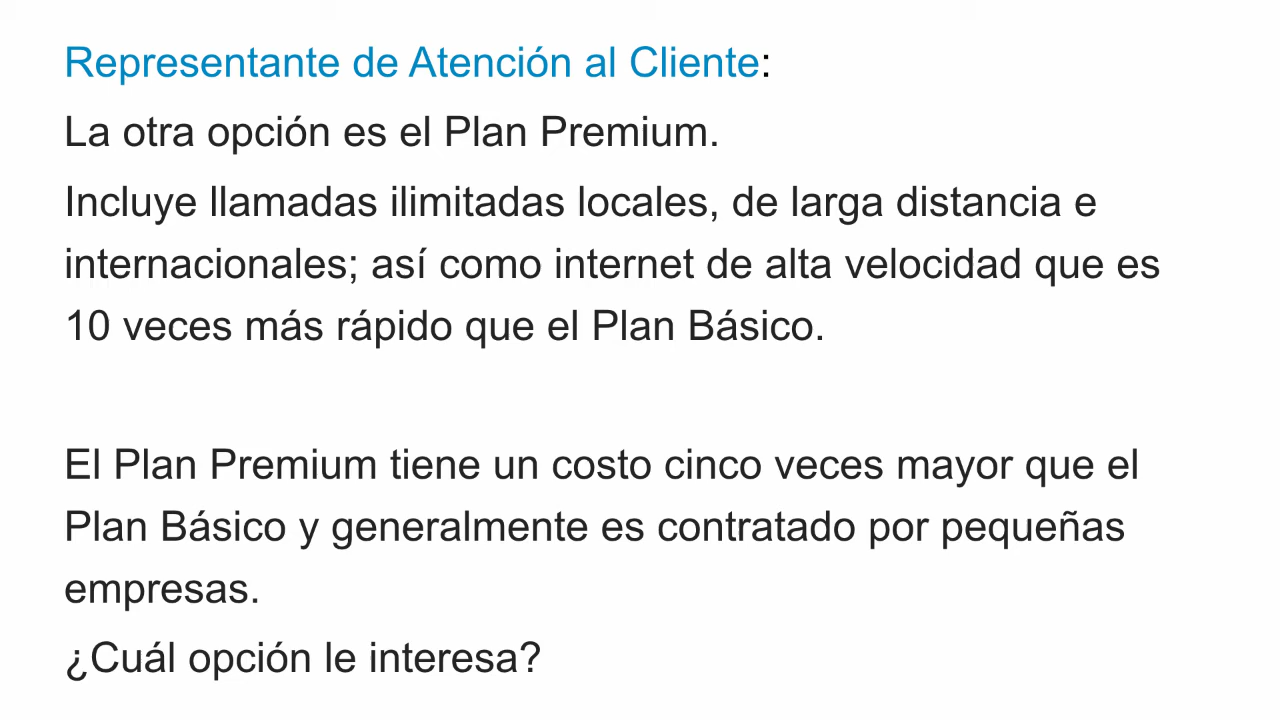 Representante de Atención al Cliente:
La otra opción es el Plan Premium.
Incluye llamadas ilimitadas locales, de larga distancia e
internacionales; así como internet de alta velocidad que es
10 veces más rápido que el Plan Básico.
El Plan Premium tiene un costo cinco veces mayor que el
Plan Básico y generalmente es contratado por pequeñas
empresas.
¿Cuál opción le interesa?